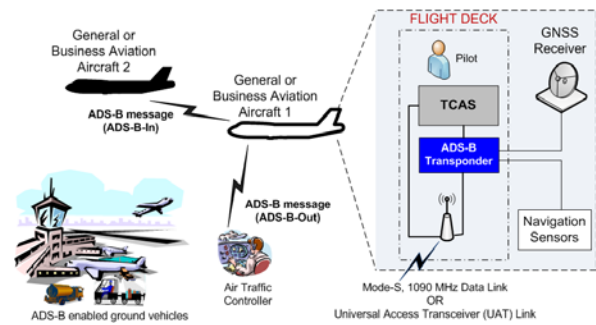 FLIGHT DECK
General or
Business Aviation
Aircraft 2
ADS-B message
(ADS-B-In)
General or
Business Aviation
Aircraft 1
ADS-B message
(ADS-B-Out)
Air Traffic
Controller
ADS-B enabled ground vehicles
Pilot
TCAS
ADS-B
Transponder
GNSS
Receiver
Navigation
Sensors
Mode-S, 1090 MHz Data Link
OR
Universal Access Transceiver (UAT) Link